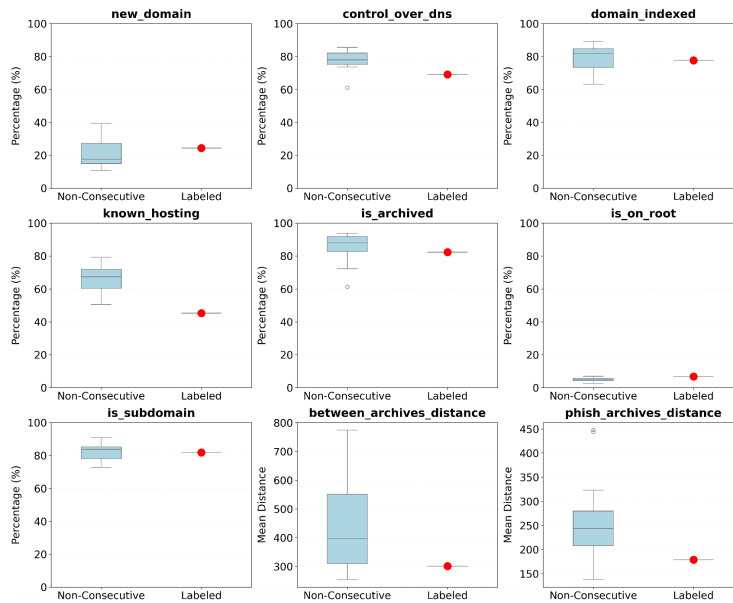 new_domain
100
80
60
40
20
0
Percentage (%)
Non-Consecutive Labeled
control_over_dns
100
80
60
40
20
0
Percentage (%)
Non-Consecutive Labeled
domain_indexed
100
80
60
40
20
0
Percentage (%)
Non-Consecutive Labeled
known_hosting
100
80
60
40
20
0
Percentage (%)
Non-Consecutive Labeled
is_archived
100
80
60
40
20
0
Percentage (%)
Non-Consecutive Labeled
is_on_root
100
80
60
40
20
0
Percentage (%)
Non-Consecutive Labeled
is_subdomain
100
80
60
40
20
0
Percentage (%)
Non-Consecutive Labeled
between_archives_distance
800
700
600
500
400
300
Mean Distance
Non-Consecutive Labeled
phish_archives_distance
450
400
350
300
250
200
150
Mean Distance
Non-Consecutive Labeled